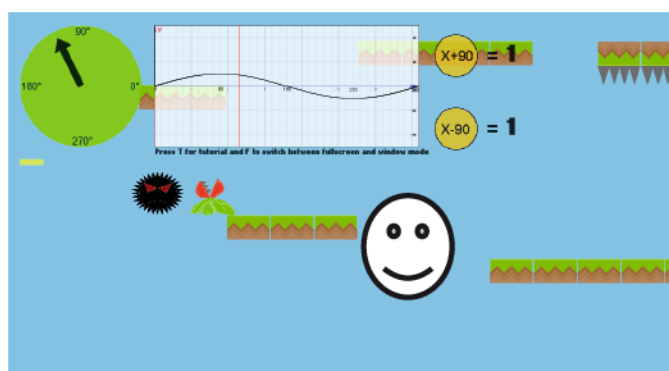 90°
180°
0°
270°
X+90 = 1
X-90 = 1
Press T for tutorial and F to switch between fullscreen and window mode